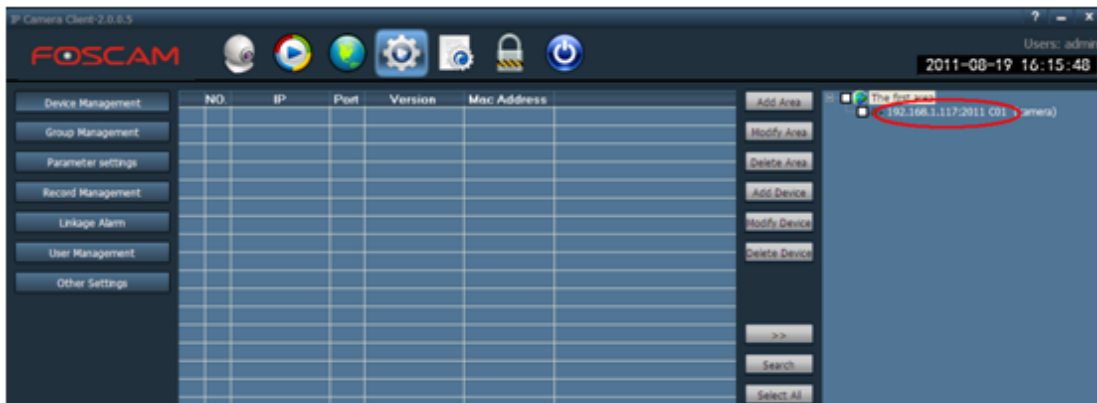 IP Camera Client-2.0.0.5
? – X
FOSCAM
Users: admin
2011-08-19 16:15:48
Device Management
Group Management
Parameter settings
Record Management
Linkage Alarm
User Management
Other Settings
NO. IP Port Version Mac Address
Add Area
Modify Area
Delete Area
Add Device
Modify Device
Delete Device
>>
Search
Select All
The first area
192.168.1.117:2011 C01 camera)